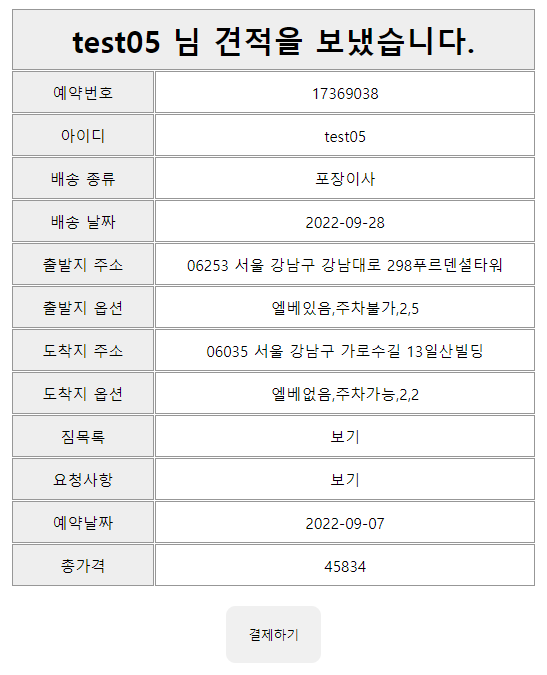 test05 님 견적을 보냈습니다.
예약번호 17369038
아이디 test05
배송 종류 포장이사
배송 날짜 2022-09-28
출발지 주소 06253 서울 강남구 강남대로 298푸르덴셜타워
출발지 옵션 엘베있음,주차불가,2,5
도착지 주소 06035 서울 강남구 가로수길 13일산빌딩
도착지 옵션 엘베없음,주차가능,2,2
짐목록 보기
요청사항 보기
예약날짜 2022-09-07
총가격 45834
결제하기